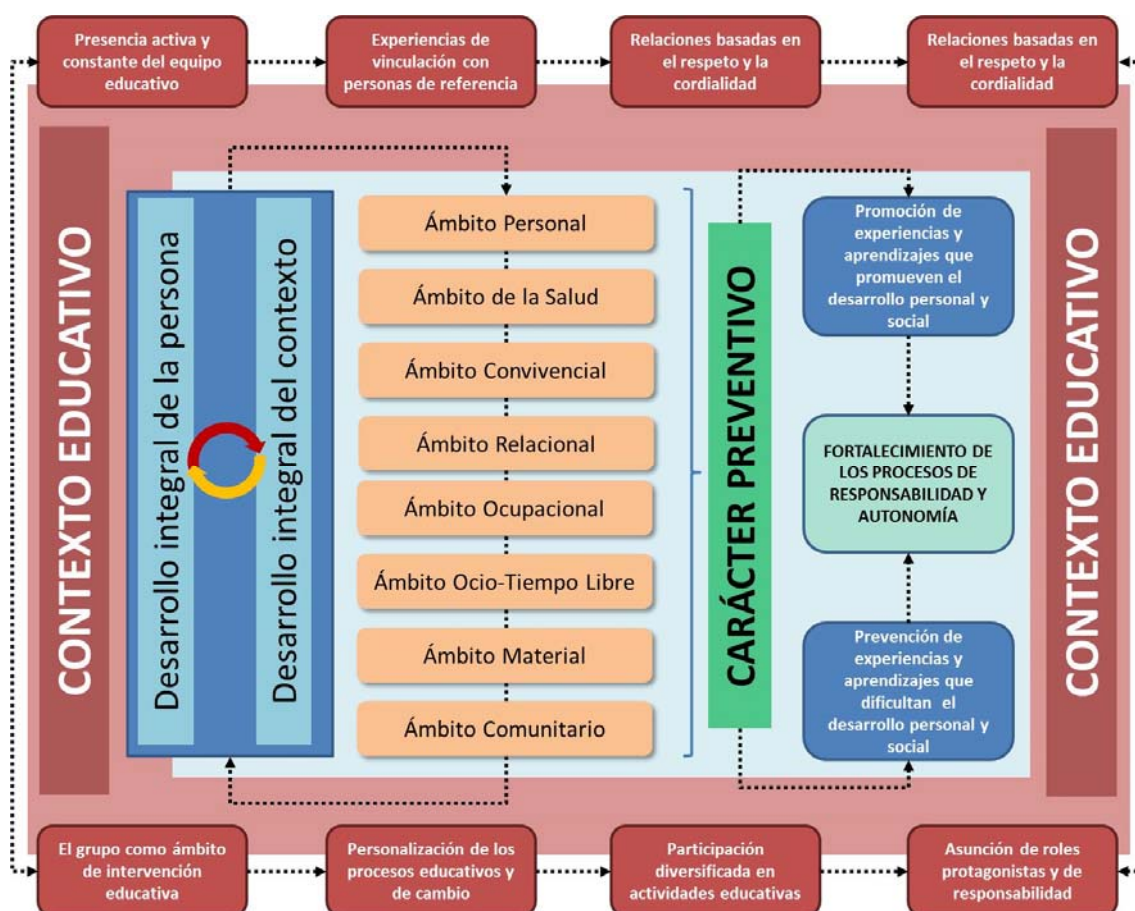 Presencia activa y
constante del equipo
educativo
Experiencias de
vinculación con
personas de referencia
Relaciones basadas en
el respeto y la
cordialidad
Relaciones basadas en
el respeto y la
cordialidad
CONTEXTO EDUCATIVO
Desarrollo integral de la persona
Desarrollo integral del contexto
Ámbito Personal
Ámbito de la Salud
Ámbito Convivencial
Ámbito Relacional
Ámbito Ocupacional
Ámbito Ocio-Tiempo Libre
Ámbito Material
Ámbito Comunitario
CARÁCTER PREVENTIVO
Promoción de
experiencias y
aprendizajes que
promueven el
desarrollo personal y
social
FORTALECIMIENTO DE
LOS PROCESOS DE
RESPONSABILIDAD Y
AUTONOMÍA
Prevención de
experiencias y
aprendizajes que
dificultan el
desarrollo personal y
social
CONTEXTO EDUCATIVO
El grupo como ámbito
de intervención
educativa
Personalización de los
procesos educativos y
de cambio
Participación
diversificada en
actividades educativas
Asunción de roles
protagonistas y de
responsabilidad